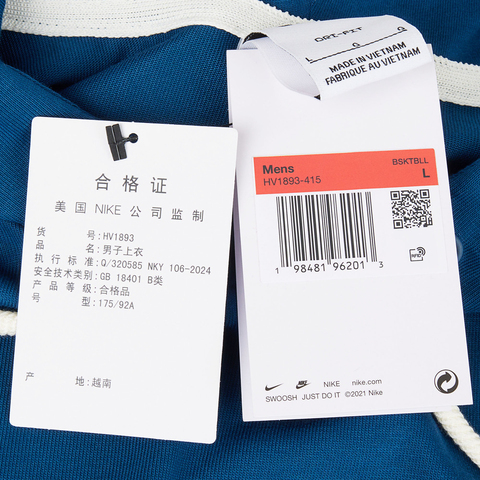 DRI-FIT
L G G
MADE IN VIETNAM
FABRIQUE AU VIETNAM
合格证
美国 NIKE 公司监制
货 号:HV1893
品 名:男子上衣
执行标准:Q/320585 NKY 106-2024
安全技术类别:GB 18401 B类
产品等级:合格品
号 型:175/92A
产 地:越南
Mens BSKTBLL
HV1893-415 L
1 98481 96201 3
RFID
NIKE nike.com
SWOOSH JUST DO IT ©2021 Nike